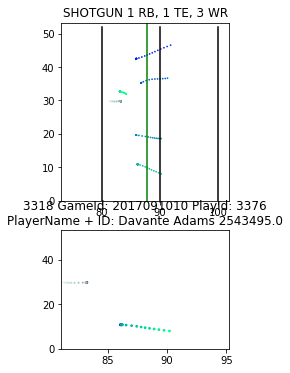 SHOTGUN 1 RB, 1 TE, 3 WR
50
40
30
20
10
0
80 90 100
3318 GameId: 2017091010 PlayId: 3376
PlayerName + ID: Davante Adams 2543495.0
40
20
0
85 90 95